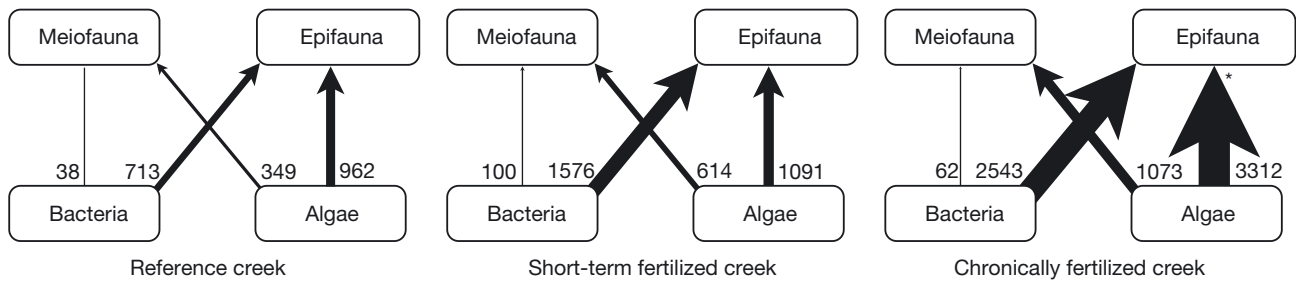 Meiofauna Epifauna Meiofauna Epifauna Meiofauna Epifauna
*
38 713 349 962 100 1576 614 1091 62 2543 1073 3312
Bacteria Algae Bacteria Algae Bacteria Algae
Reference creek Short-term fertilized creek Chronically fertilized creek